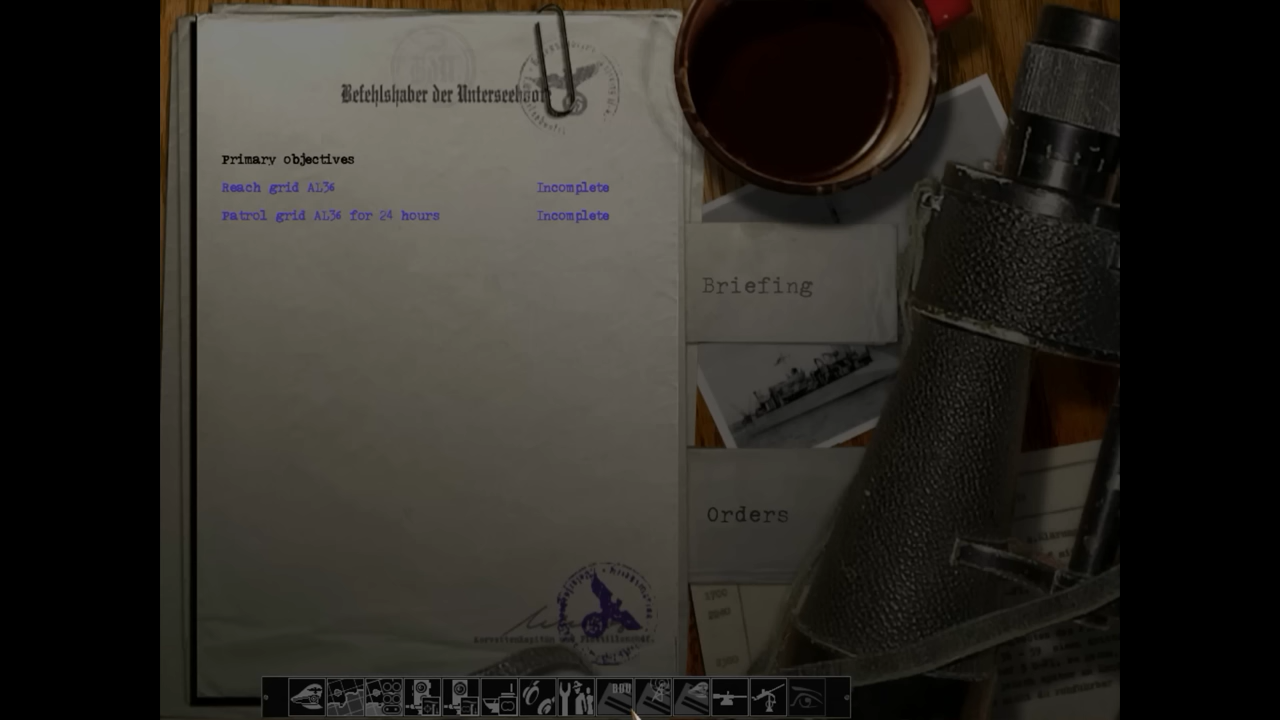 Befehlshaber der Unterseeboote
Primary objectives
Reach grid AL36 Incomplete
Patrol grid AL36 for 24 hours Incomplete
Briefing
Orders